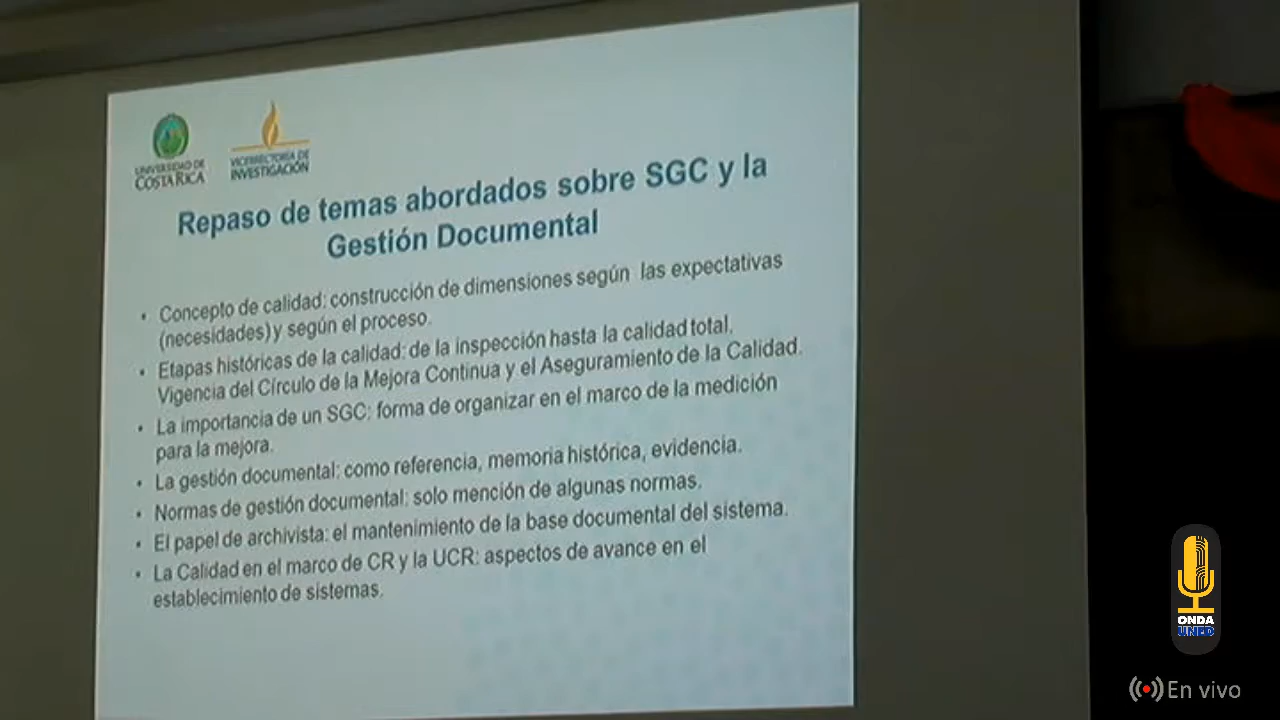 UNIVERSIDAD DE
COSTA RICA
VICERRECTORÍA DE
INVESTIGACIÓN
Repaso de temas abordados sobre SGC y la
Gestión Documental
• Concepto de calidad: construcción de dimensiones según las expectativas
(necesidades) y según el proceso.
• Etapas históricas de la calidad: de la inspección hasta la calidad total.
Vigencia del Círculo de la Mejora Continua y el Aseguramiento de la Calidad.
• La importancia de un SGC: forma de organizar en el marco de la medición
para la mejora.
• La gestión documental: como referencia, memoria histórica, evidencia.
• Normas de gestión documental: solo mención de algunas normas.
• El papel de archivista: el mantenimiento de la base documental del sistema.
• La Calidad en el marco de CR y la UCR: aspectos de avance en el
establecimiento de sistemas.
ONDA
UNED
En vivo